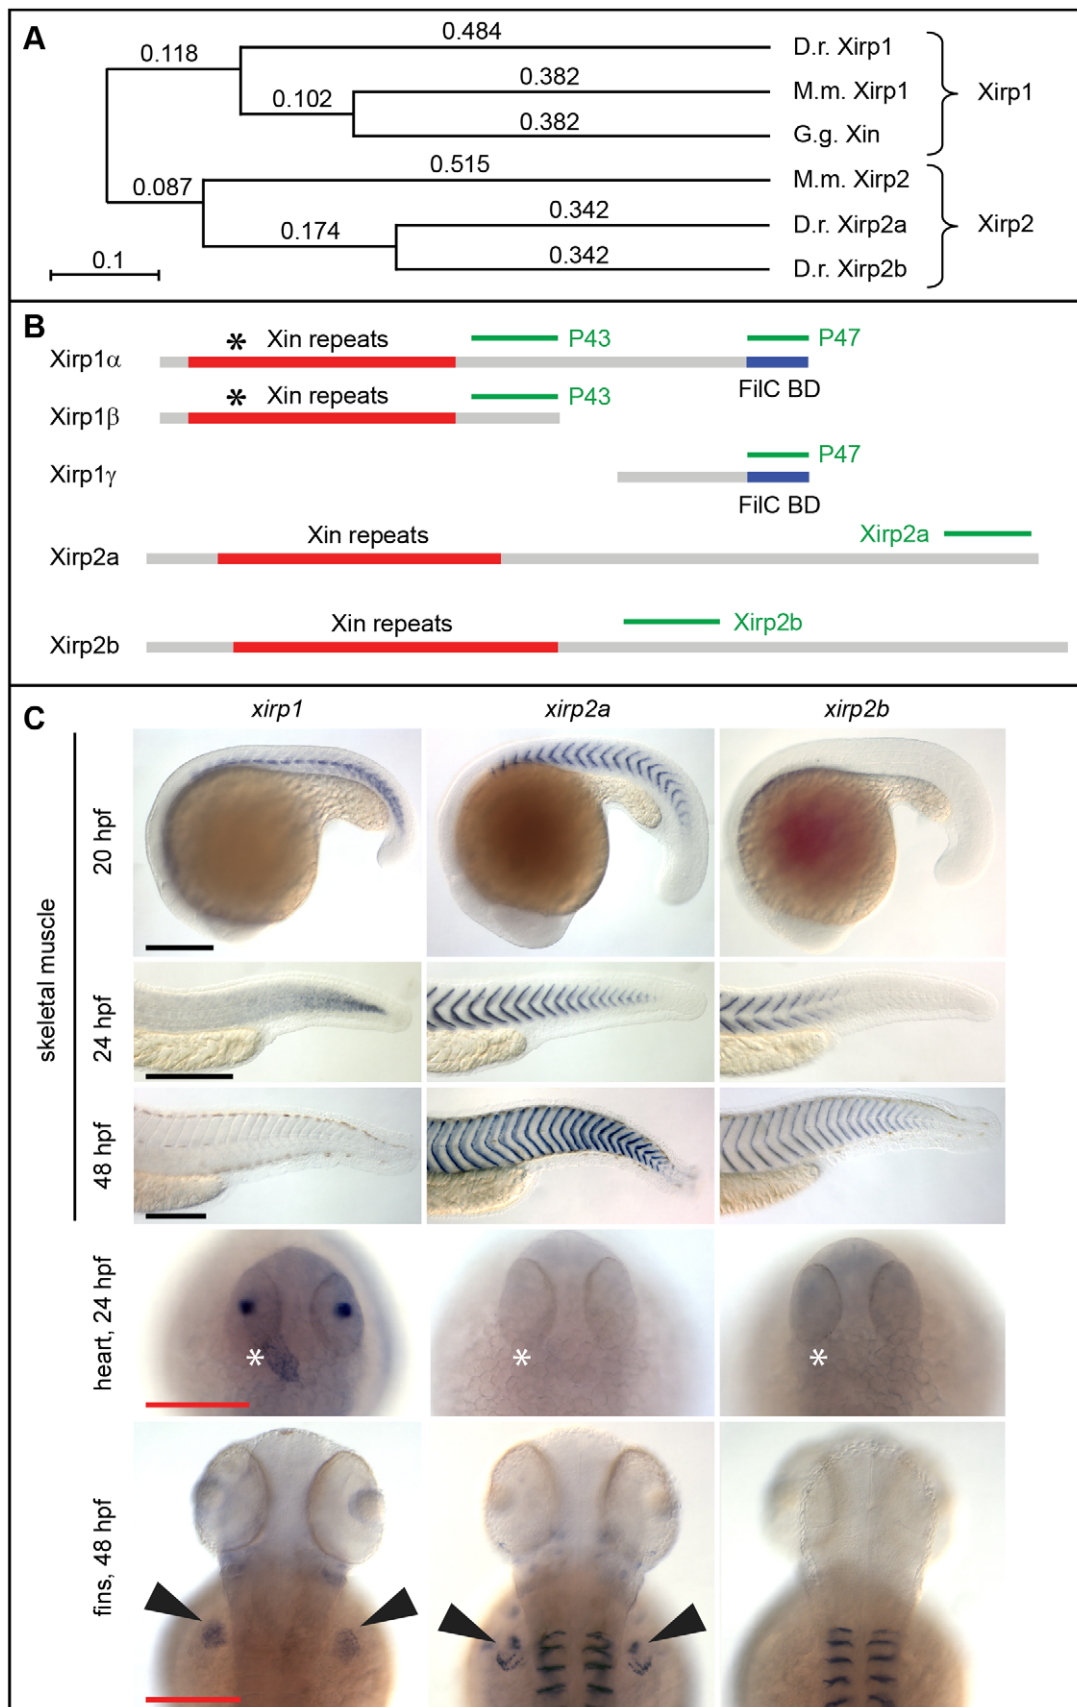 A
0.484
D.r. Xirp1
0.118
0.382
M.m. Xirp1
Xirp1
0.102
0.382
G.g. Xin
0.515
M.m. Xirp2
0.087
0.342
D.r. Xirp2a
Xirp2
0.174
0.342
D.r. Xirp2b
0.1
B
Xirp1α
* Xin repeats
P43
P47
FilC BD
Xirp1β
* Xin repeats
P43
Xirp1γ
P47
FilC BD
Xirp2a
Xin repeats
Xirp2a
Xirp2b
Xin repeats
Xirp2b
C
xirp1 xirp2a xirp2b
skeletal muscle
20 hpf
24 hpf
48 hpf
heart, 24 hpf
* * *
fins, 48 hpf